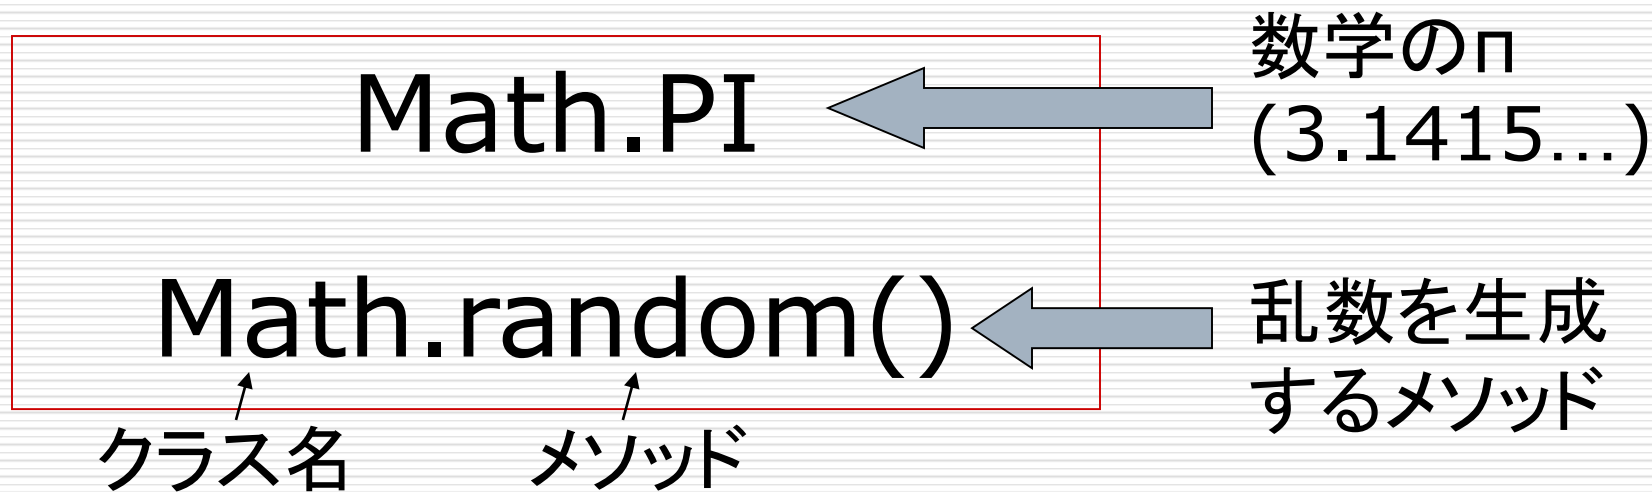 Math.PI
数学のπ
(3.1415…)
Math.random()
乱数を生成
するメソッド
クラス名
メソッド